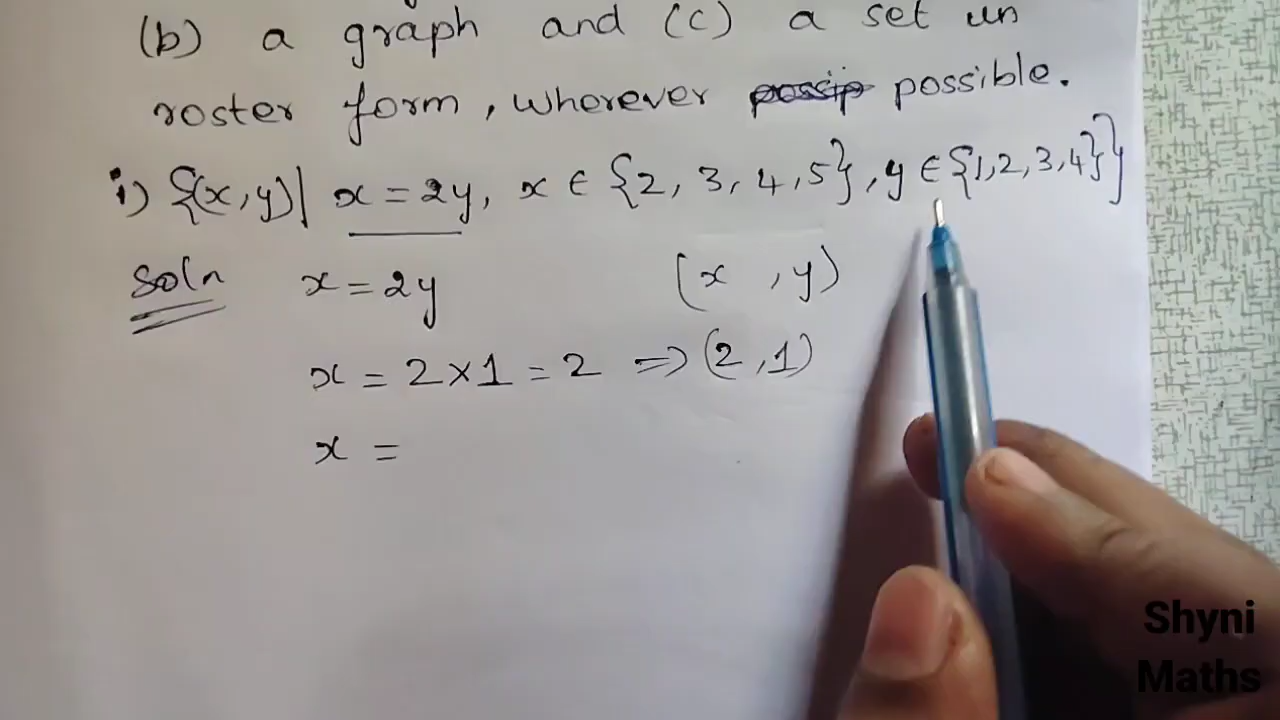 (b) a graph and (c) a set un
roster form, wherever possip possible.
i) {(x,y)| x = 2y, x ∈ {2, 3, 4, 5}, y ∈ {1, 2, 3, 4}}
Soln x = 2y (x , y)
x = 2×1 = 2 => (2, 1)
x =
Shyni
Maths